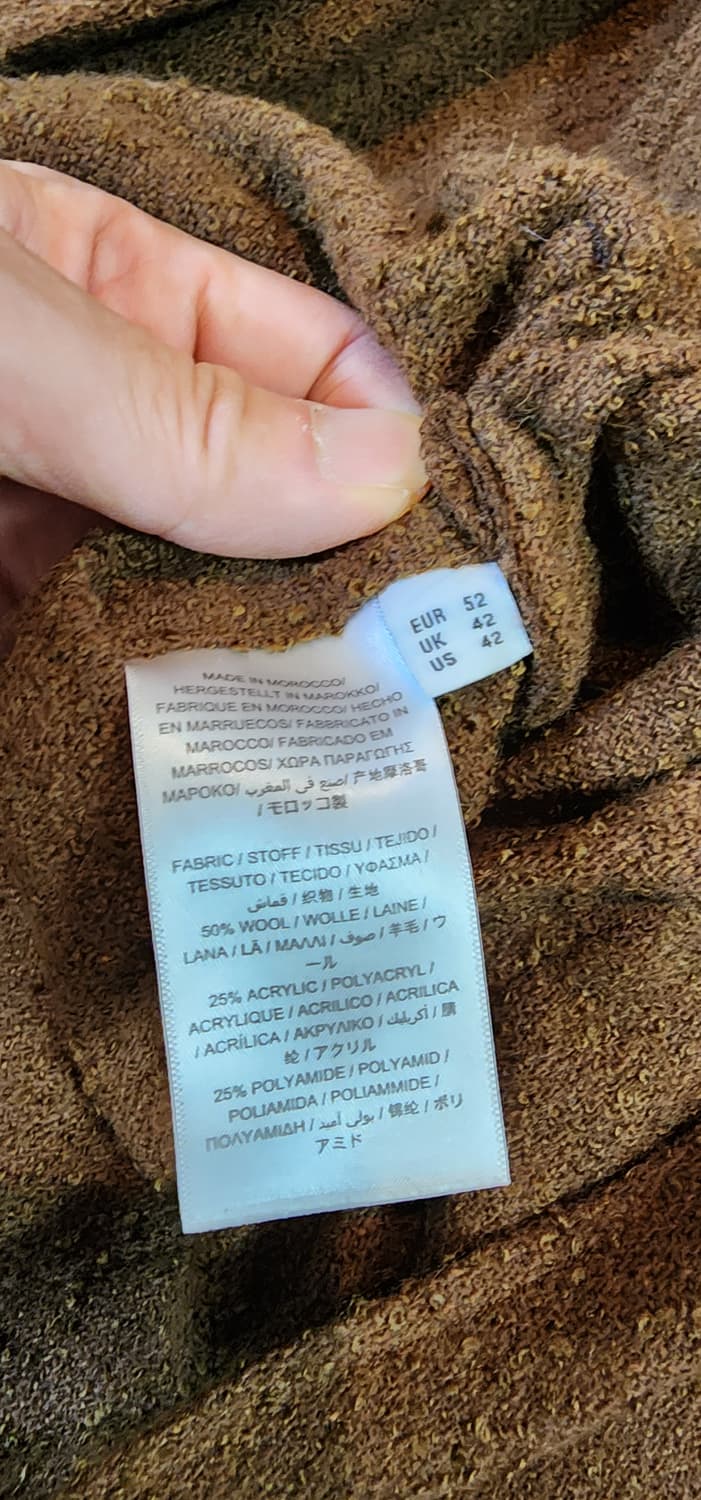 EUR 52
UK 42
US 42
MADE IN MOROCCO/
HERGESTELLT IN MAROKKO/
FABRIQUE EN MOROCCO/ HECHO
EN MARRUECOS/ FABBRICATO IN
MAROCCO/ FABRICADO EM
MARROCOS/ ΧΩΡΑ ΠΑΡΑΓΩΓΗΣ
ΜΑΡΟΚΟ/ صنع في المغرب/ 产地摩洛哥
/ モロッコ製
FABRIC / STOFF / TISSU / TEJIDO /
TESSUTO / TECIDO / ΥΦΑΣΜΑ /
قماش / 织物 / 生地
50% WOOL / WOLLE / LAINE /
LANA / LÃ / ΜΑΛΛΙ / صوف / 羊毛 / ウ
ール
25% ACRYLIC / POLYACRYL /
ACRYLIQUE / ACRILICO / ACRILICA
/ ACRÍLICA / ΑΚΡΥΛΙΚΟ / أكريليك / 腈
纶 / アクリル
25% POLYAMIDE / POLYAMID /
POLIAMIDA / POLIAMMIDE /
ΠΟΛΥΑΜΙΔΗ / بولي أميد / 锦纶 / ポリ
アミド